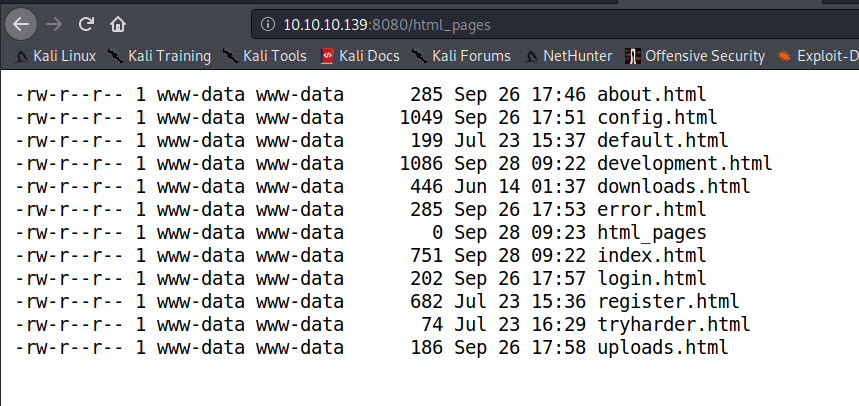 10.10.10.139:8080/html_pages
Kali Linux Kali Training Kali Tools Kali Docs Kali Forums NetHunter Offensive Security Exploit-D
-rw-r--r-- 1 www-data www-data 285 Sep 26 17:46 about.html
-rw-r--r-- 1 www-data www-data 1049 Sep 26 17:51 config.html
-rw-r--r-- 1 www-data www-data 199 Jul 23 15:37 default.html
-rw-r--r-- 1 www-data www-data 1086 Sep 28 09:22 development.html
-rw-r--r-- 1 www-data www-data 446 Jun 14 01:37 downloads.html
-rw-r--r-- 1 www-data www-data 285 Sep 26 17:53 error.html
-rw-r--r-- 1 www-data www-data 0 Sep 28 09:23 html_pages
-rw-r--r-- 1 www-data www-data 751 Sep 28 09:22 index.html
-rw-r--r-- 1 www-data www-data 202 Sep 26 17:57 login.html
-rw-r--r-- 1 www-data www-data 682 Jul 23 15:36 register.html
-rw-r--r-- 1 www-data www-data 74 Jul 23 16:29 tryharder.html
-rw-r--r-- 1 www-data www-data 186 Sep 26 17:58 uploads.html